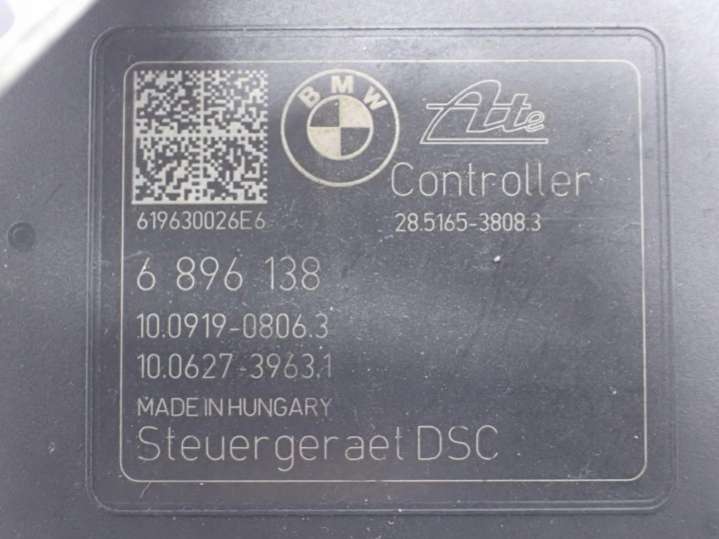 BMW
Ate
Controller
619630026E6
28.5165-3808.3
6 896 138
10.0919-0806.3
10.0627-3963.1
MADE IN HUNGARY
Steuergeraet DSC